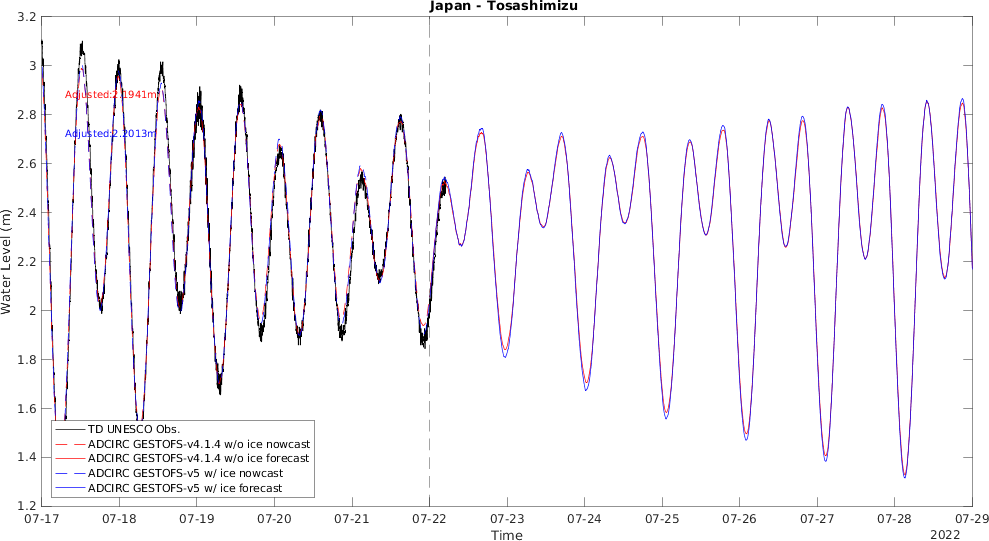 Japan - Tosashimizu
3.2
3
2.8
2.6
2.4
2.2
2
1.8
1.6
1.4
1.2
Water Level (m)
Adjusted:2.1941m
Adjusted:2.2013m
TD UNESCO Obs.
ADCIRC GESTOFS-v4.1.4 w/o ice nowcast
ADCIRC GESTOFS-v4.1.4 w/o ice forecast
ADCIRC GESTOFS-v5 w/ ice nowcast
ADCIRC GESTOFS-v5 w/ ice forecast
07-17 07-18 07-19 07-20 07-21 07-22 07-23 07-24 07-25 07-26 07-27 07-28 07-29
Time
2022